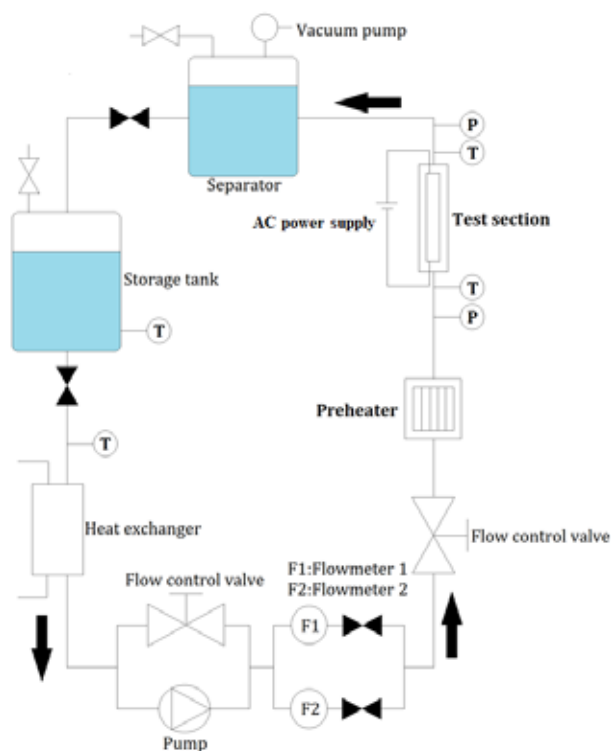 Vacuum pump
Separator
P
T
AC power supply
Test section
Storage tank
T
T
P
Preheater
T
Heat exchanger
Flow control valve
Flow control valve
F1:Flowmeter 1
F2:Flowmeter 2
F1
F2
Pump